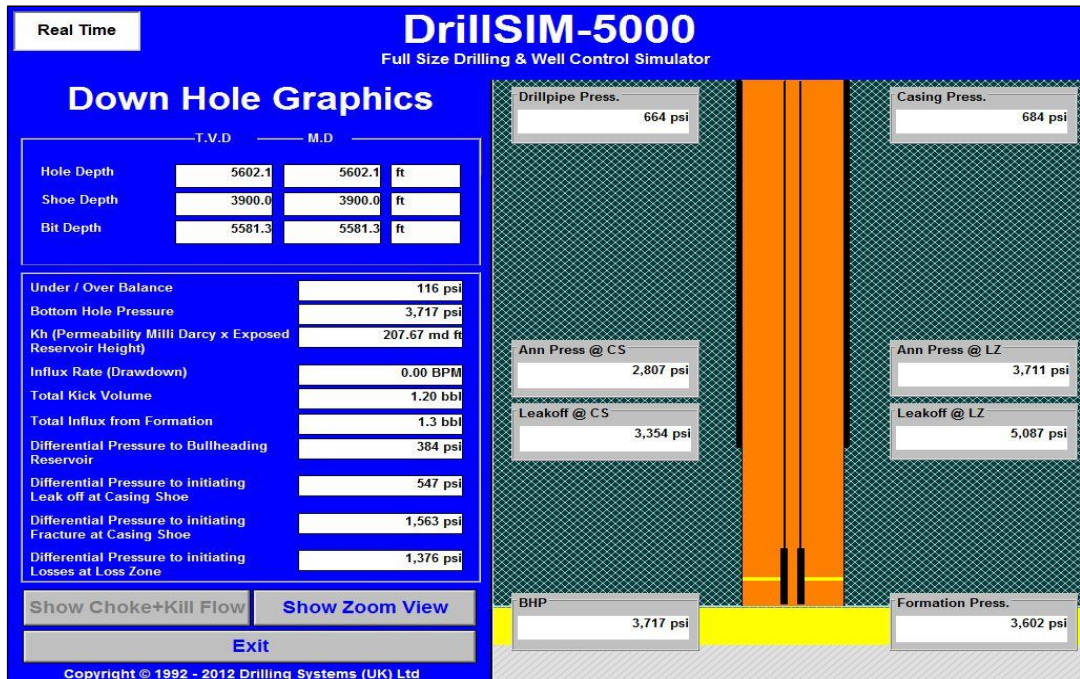 Real Time
DrillSIM-5000
Full Size Drilling & Well Control Simulator
Down Hole Graphics
T.V.D M.D
Hole Depth 5602.1 5602.1 ft
Shoe Depth 3900.0 3900.0 ft
Bit Depth 5581.3 5581.3 ft
Under / Over Balance 116 psi
Bottom Hole Pressure 3,717 psi
Kh (Permeability Milli Darcy x Exposed
Reservoir Height) 207.67 md ft
Influx Rate (Drawdown) 0.00 BPM
Total Kick Volume 1.20 bbl
Total Influx from Formation 1.3 bbl
Differential Pressure to Bullheading
Reservoir 384 psi
Differential Pressure to initiating
Leak off at Casing Shoe 547 psi
Differential Pressure to initiating
Fracture at Casing Shoe 1,563 psi
Differential Pressure to initiating
Losses at Loss Zone 1,376 psi
Show Choke+Kill Flow Show Zoom View
Exit
Copyright © 1992 - 2012 Drilling Systems (UK) Ltd
Drillpipe Press.
664 psi
Casing Press.
684 psi
Ann Press @ CS
2,807 psi
Ann Press @ LZ
3,711 psi
Leakoff @ CS
3,354 psi
Leakoff @ LZ
5,087 psi
BHP
3,717 psi
Formation Press.
3,602 psi